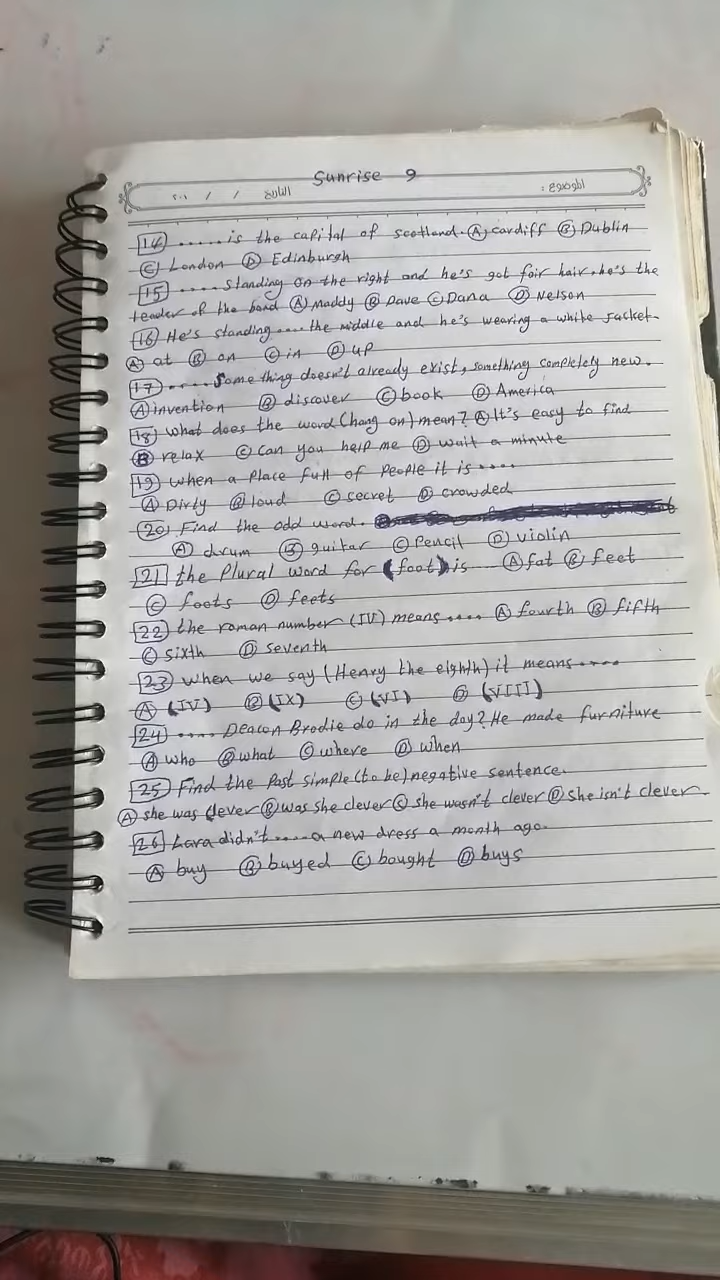 Sunrise 9
الموضوع : التاريخ / / ٢٠١
14 ..... is the capital of scotland. Ⓐ cardiff Ⓑ Dublin
Ⓒ London Ⓓ Edinburgh
15 ..... standing on the right and he's got fair hair. he's the
leader of the band Ⓐ Maddy Ⓑ Dave Ⓒ Dana Ⓓ Nelson
16 He's standing .... the middle and he's wearing a white jacket.
Ⓐ at Ⓑ on Ⓒ in Ⓓ up
17 ..... Something doesn't already exist, something completely new.
Ⓐ invention Ⓑ discover Ⓒ book Ⓓ America
18 what does the word (hang on) mean? Ⓐ It's easy to find
Ⓑ relax Ⓒ can you help me Ⓓ wait a minute
19 when a place full of people it is .....
Ⓐ Dirty Ⓑ loud Ⓒ secret Ⓓ crowded
20 Find the odd word.
Ⓐ drum Ⓑ guitar Ⓒ Pencil Ⓓ violin
21 the Plural word for (foot) is ... Ⓐ fat Ⓑ feet
Ⓒ foots Ⓓ feets
22 the roman number (IV) means .... Ⓐ fourth Ⓑ fifth
Ⓒ sixth Ⓓ seventh
23 when we say (Henry the eighth) it means .....
Ⓐ (IV) Ⓑ (IX) Ⓒ (VI) Ⓓ (VIII)
24 ..... Deacon Brodie do in the day? He made furniture
Ⓐ who Ⓑ what Ⓒ where Ⓓ when
25 Find the Past simple (to be) negative sentence.
Ⓐ she was clever Ⓑ was she clever Ⓒ she wasn't clever Ⓓ she isn't clever
26 Lara didn't ..... a new dress a month ago.
Ⓐ buy Ⓑ buyed Ⓒ bought Ⓓ buys